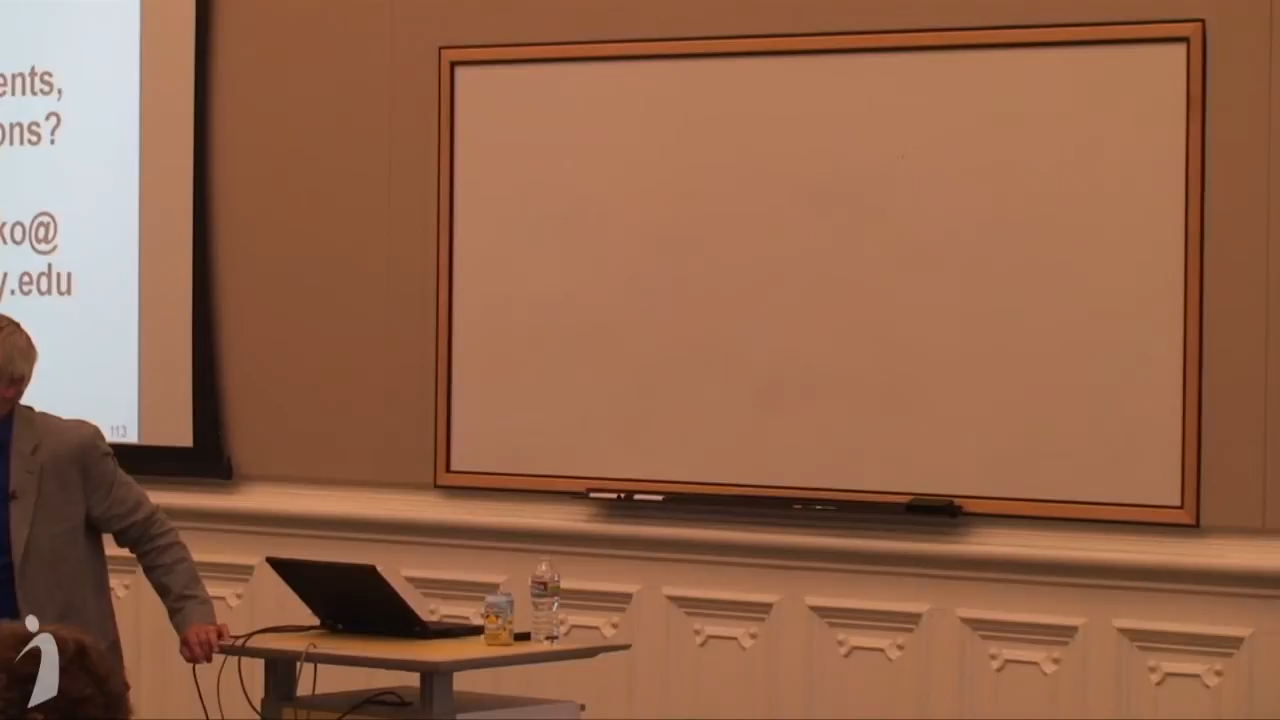 ents,
ons?
ko@
y.edu
113